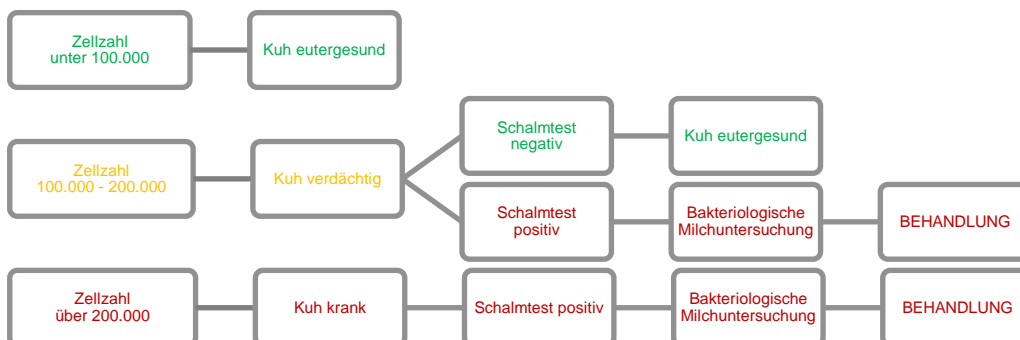 Zellzahl
unter 100.000
Kuh eutergesund
Zellzahl
100.000 - 200.000
Kuh verdächtig
Schalmtest
negativ
Kuh eutergesund
Schalmtest
positiv
Bakteriologische
Milchuntersuchung
BEHANDLUNG
Zellzahl
über 200.000
Kuh krank
Schalmtest positiv
Bakteriologische
Milchuntersuchung
BEHANDLUNG